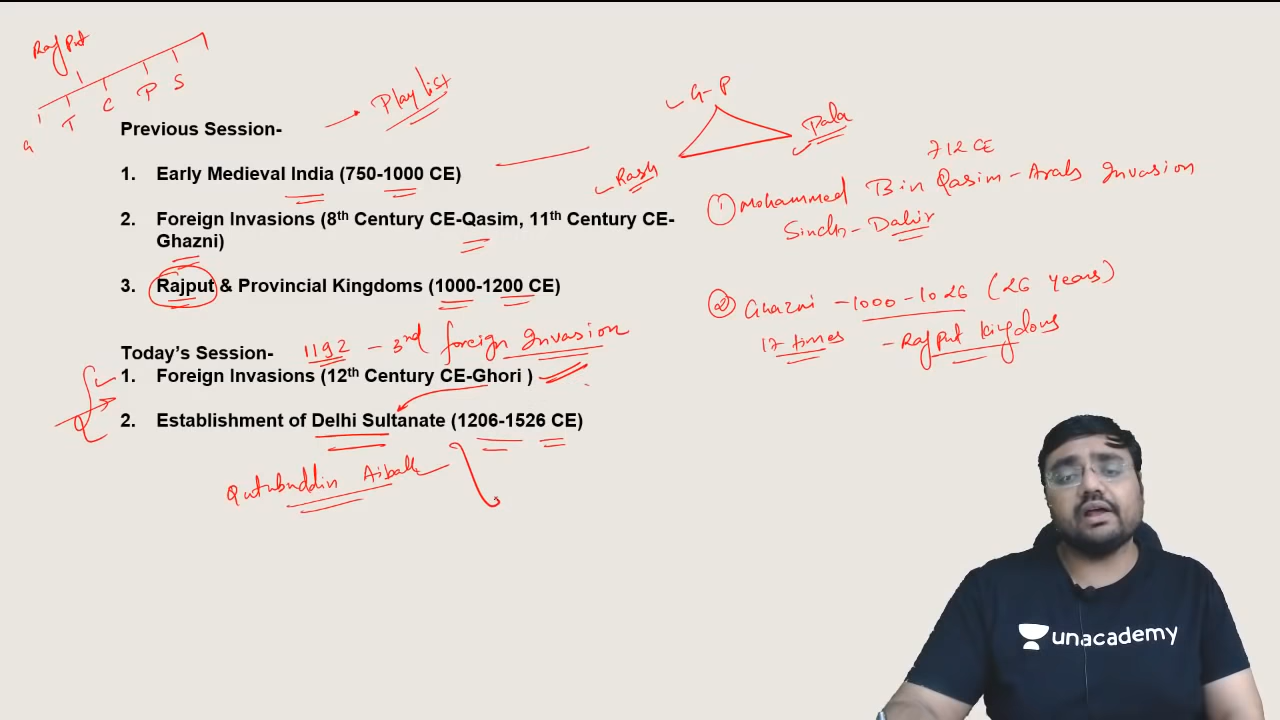 RajPut
G T C P S
Play list
Previous Session-
1. Early Medieval India (750-1000 CE)
2. Foreign Invasions (8th Century CE-Qasim, 11th Century CE-
Ghazni)
3. Rajput & Provincial Kingdoms (1000-1200 CE)
1192 - 3rd foreign Invasion
Today's Session-
1. Foreign Invasions (12th Century CE-Ghori )
2. Establishment of Delhi Sultanate (1206-1526 CE)
Qutubuddin Aibak
G-P
Pala
Rash
712 CE
① Mohammed Bin Qasim - Arabs Invasion
Sindh - Dahir
② Ghazni - 1000 - 1026 (26 years)
17 times - Rajput Kingdoms
unacademy